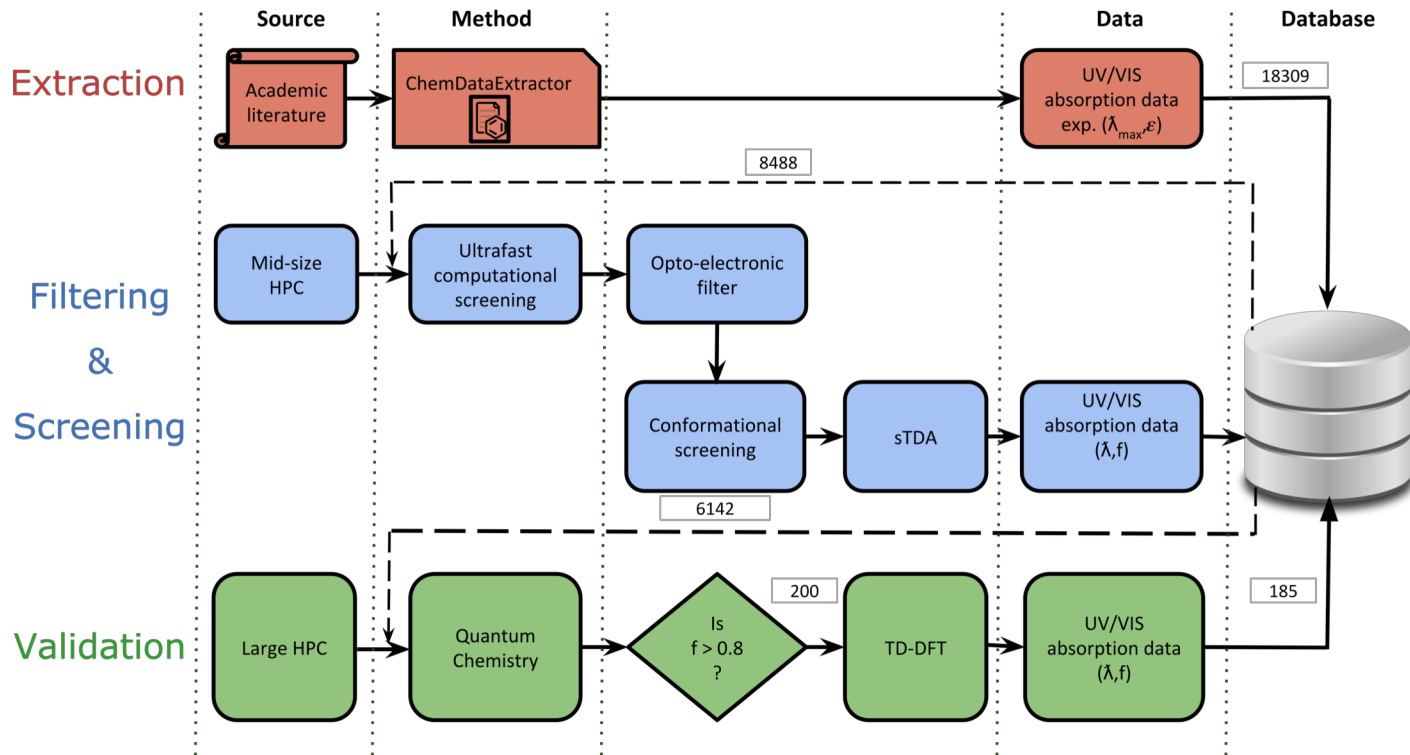 Source
Method
Data
Database
Extraction
Academic
literature
ChemDataExtractor
UV/VIS
absorption data
exp. (ƛmax,ε)
18309
8488
Filtering
&
Screening
Mid-size
HPC
Ultrafast
computational
screening
Opto-electronic
filter
Conformational
screening
sTDA
UV/VIS
absorption data
(ƛ,f)
6142
Validation
Large HPC
Quantum
Chemistry
Is
f > 0.8
?
200
TD-DFT
UV/VIS
absorption data
(ƛ,f)
185